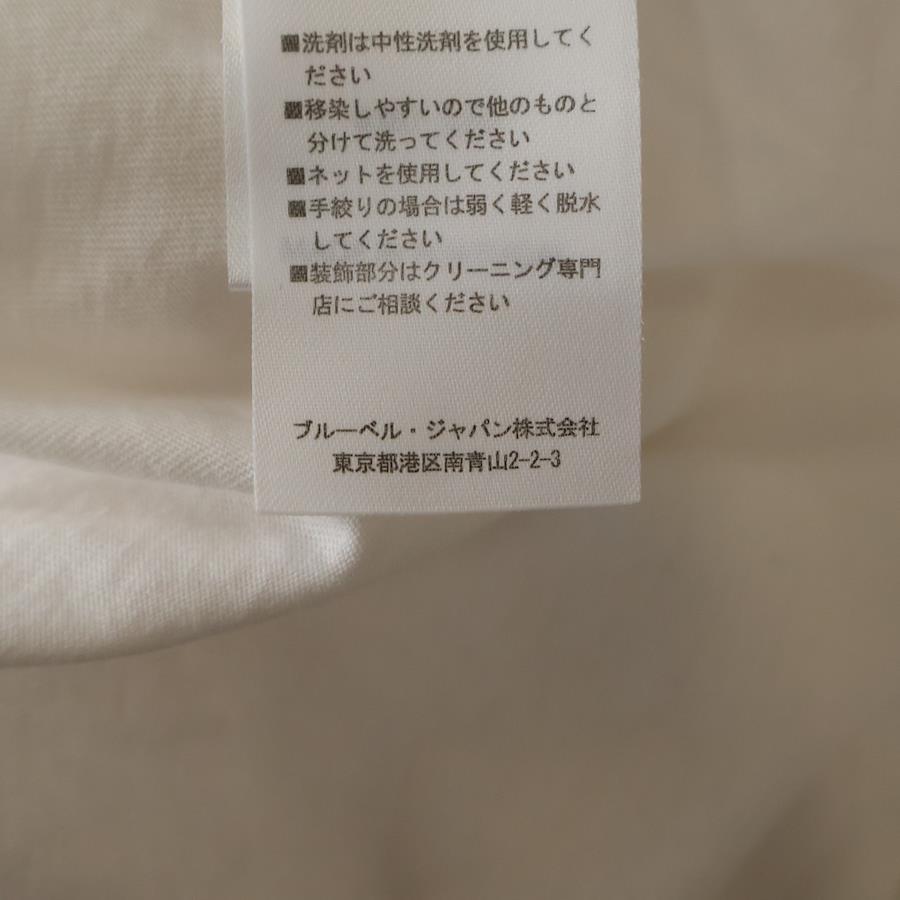 ■洗剤は中性洗剤を使用してく
ださい
■移染しやすいので他のものと
分けて洗ってください
■ネットを使用してください
■手絞りの場合は弱く軽く脱水
してください
■装飾部分はクリーニング専門
店にご相談ください
ブルーベル・ジャパン株式会社
東京都港区南青山2-2-3